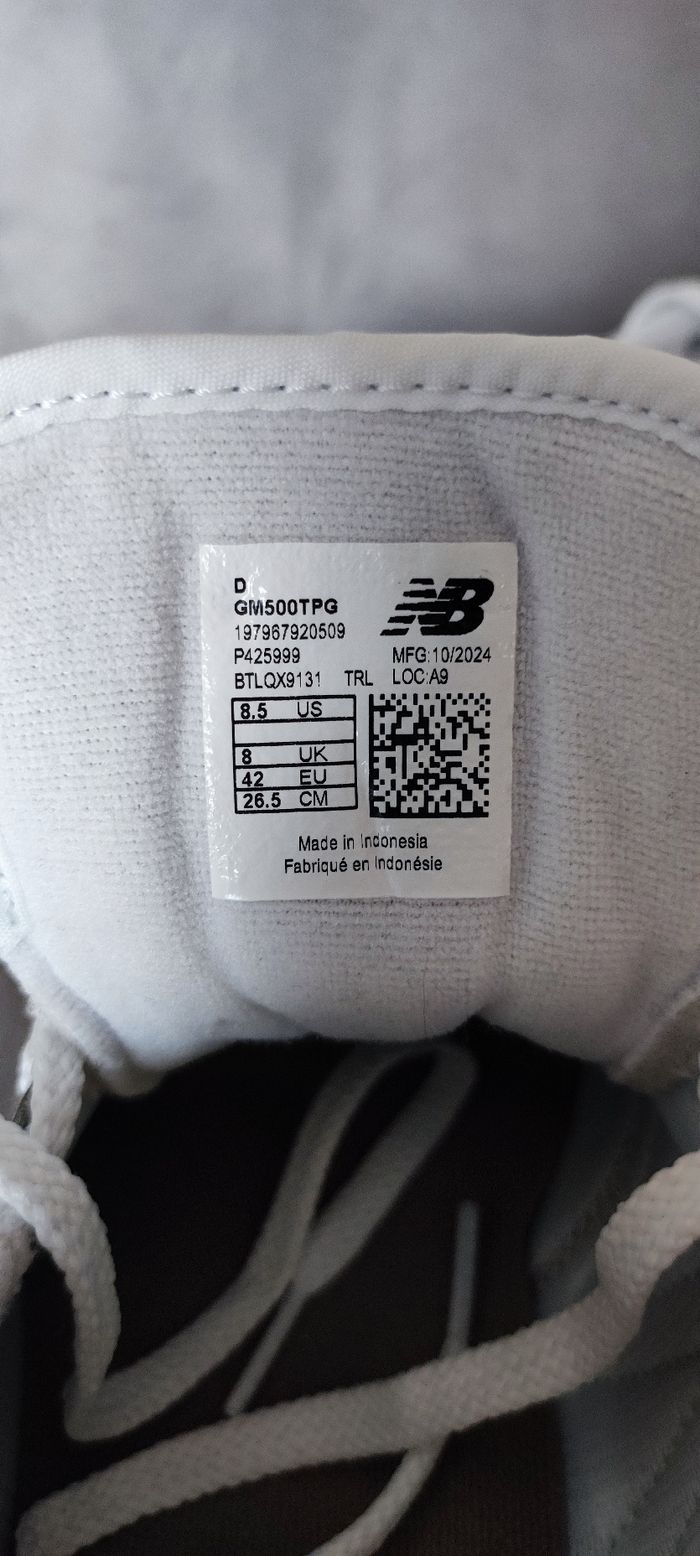 D
GM500TPG
NB
197967920509
P425999 MFG:10/2024
BTLQX9131 TRL LOC:A9
8.5 US
8 UK
42 EU
26.5 CM
Made in Indonesia
Fabriqué en Indonésie